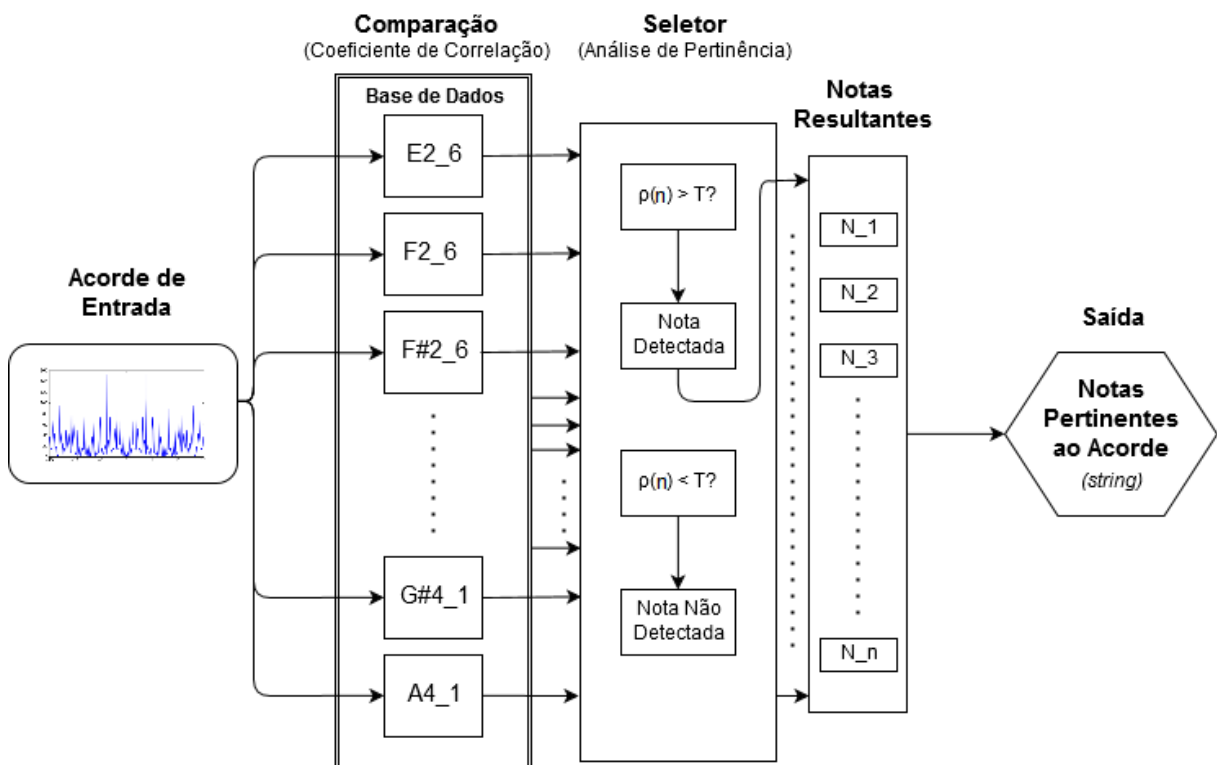 Comparação
(Coeficiente de Correlação)
Seletor
(Análise de Pertinência)
Base de Dados
Notas
Resultantes
E2_6
F2_6
F#2_6
G#4_1
A4_1
Acorde de
Entrada
ρ(n) > T?
Nota
Detectada
ρ(n) < T?
Nota Não
Detectada
N_1
N_2
N_3
N_n
Saída
Notas
Pertinentes
ao Acorde
(string)